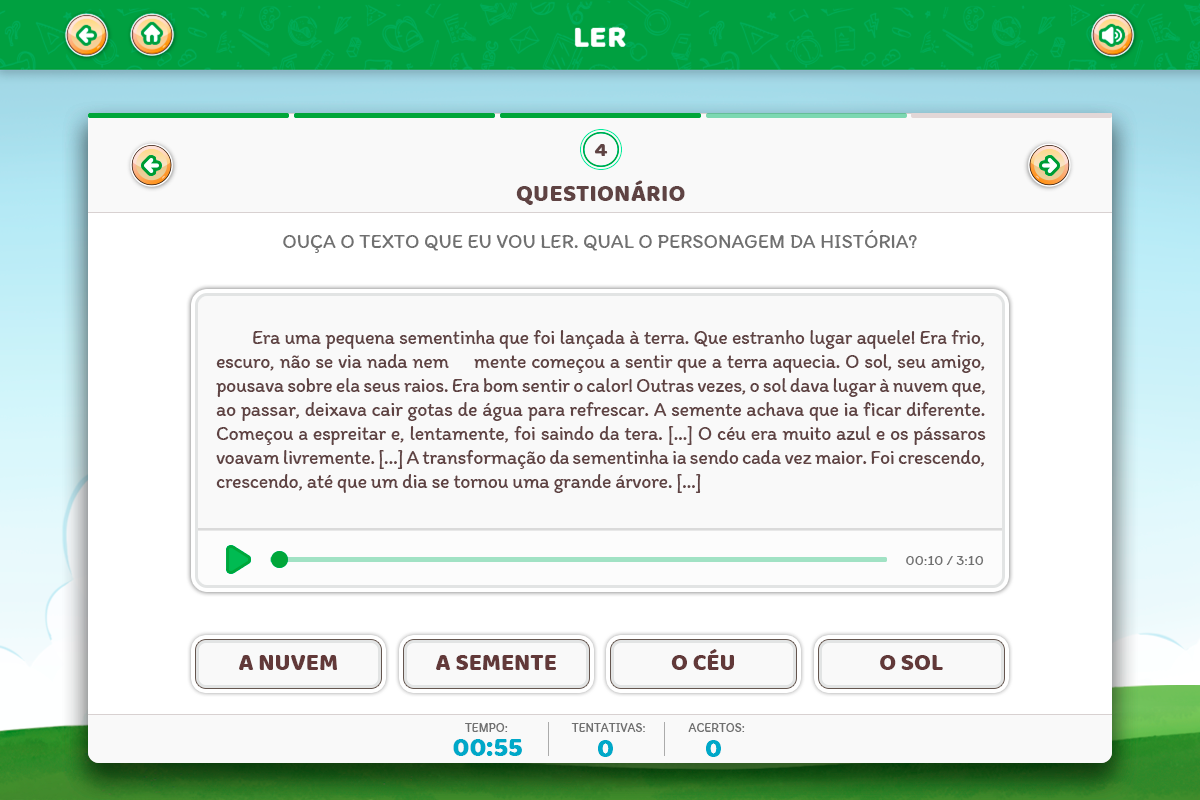 LER
4
QUESTIONÁRIO
OUÇA O TEXTO QUE EU VOU LER. QUAL O PERSONAGEM DA HISTÓRIA?
Era uma pequena sementinha que foi lançada à terra. Que estranho lugar aquele! Era frio,
escuro, não se via nada nem mente começou a sentir que a terra aquecia. O sol, seu amigo,
pousava sobre ela seus raios. Era bom sentir o calor! Outras vezes, o sol dava lugar à nuvem que,
ao passar, deixava cair gotas de água para refrescar. A semente achava que ia ficar diferente.
Começou a espreitar e, lentamente, foi saindo da tera. [...] O céu era muito azul e os pássaros
voavam livremente. [...] A transformação da sementinha ia sendo cada vez maior. Foi crescendo,
crescendo, até que um dia se tornou uma grande árvore. [...]
00:10 / 3:10
A NUVEM
A SEMENTE
O CÉU
O SOL
TEMPO: TENTATIVAS: ACERTOS:
00:55 0 0